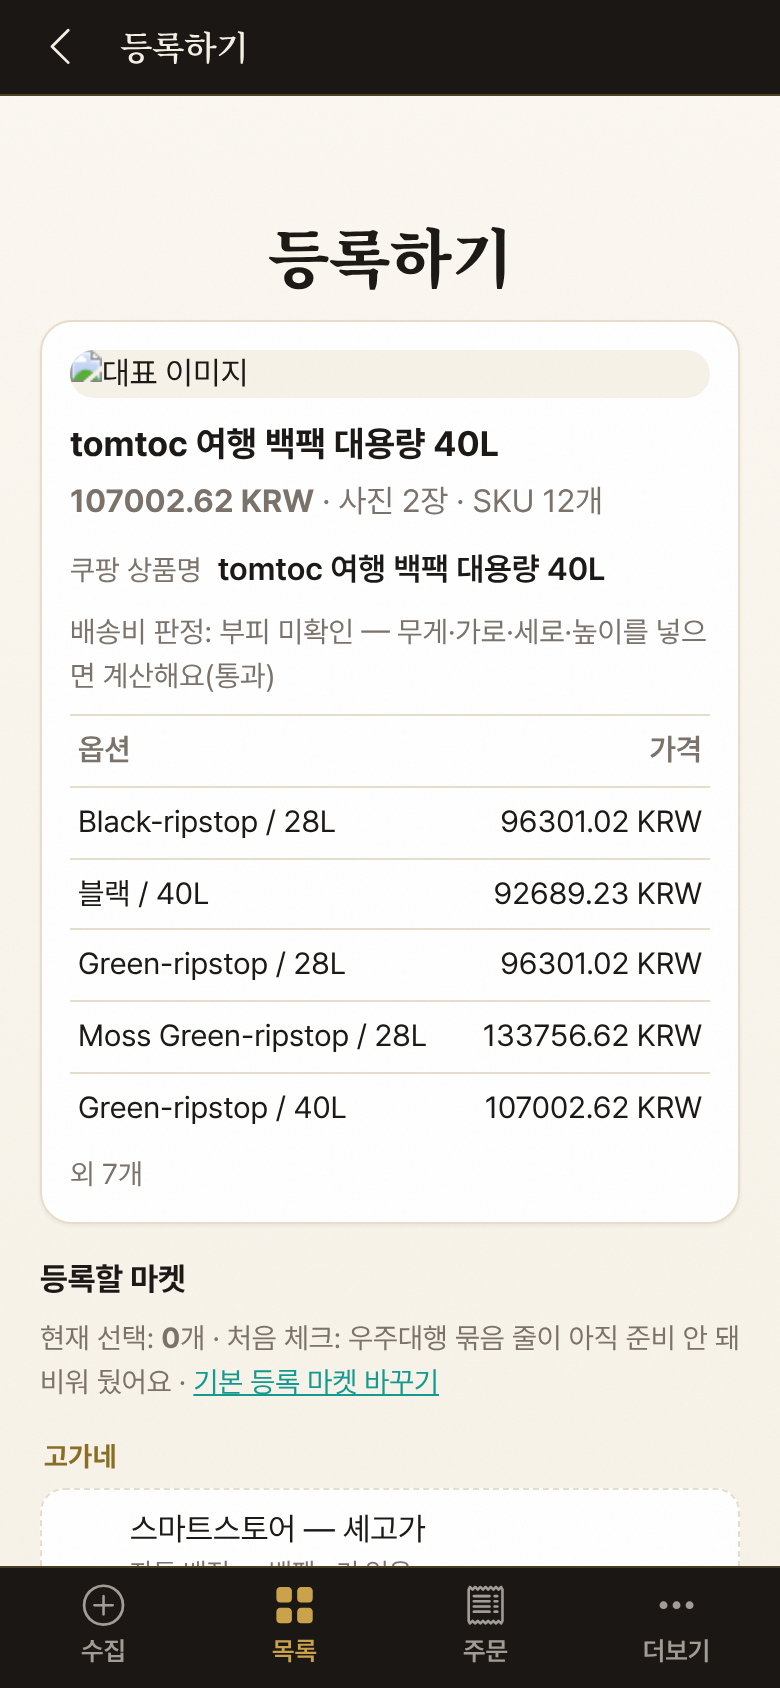 등록하기
등록하기
대표 이미지
tomtoc 여행 백팩 대용량 40L
107002.62 KRW · 사진 2장 · SKU 12개
쿠팡 상품명 tomtoc 여행 백팩 대용량 40L
배송비 판정: 부피 미확인 — 무게·가로·세로·높이를 넣으
면 계산해요(통과)
옵션 가격
Black-ripstop / 28L 96301.02 KRW
블랙 / 40L 92689.23 KRW
Green-ripstop / 28L 96301.02 KRW
Moss Green-ripstop / 28L 133756.62 KRW
Green-ripstop / 40L 107002.62 KRW
외 7개
등록할 마켓
현재 선택: 0개 · 처음 체크: 우주대행 묶음 줄이 아직 준비 안 돼
비워 뒀어요 · 기본 등록 마켓 바꾸기
고가네
스마트스토어 — 셰고가
수집 목록 주문 더보기